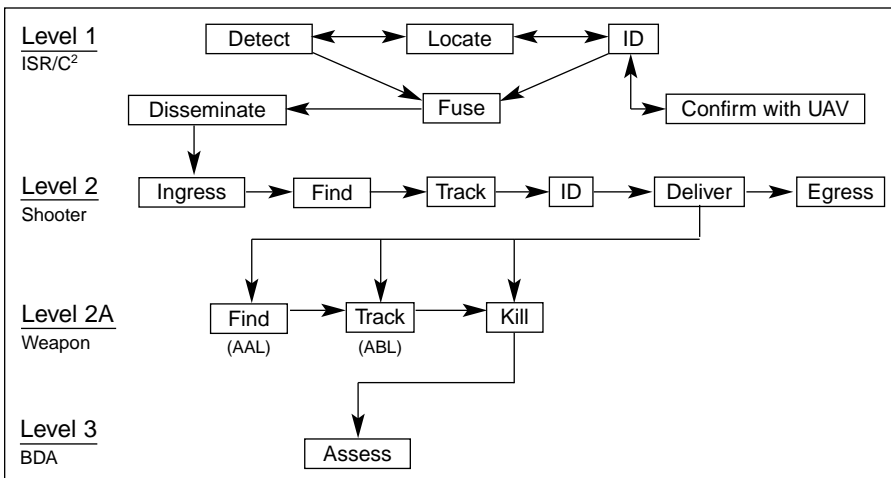 Level 1
ISR/C²
Detect
Locate
ID
Disseminate
Fuse
Confirm with UAV
Level 2
Shooter
Ingress
Find
Track
ID
Deliver
Egress
Level 2A
Weapon
Find
(AAL)
Track
(ABL)
Kill
Level 3
BDA
Assess